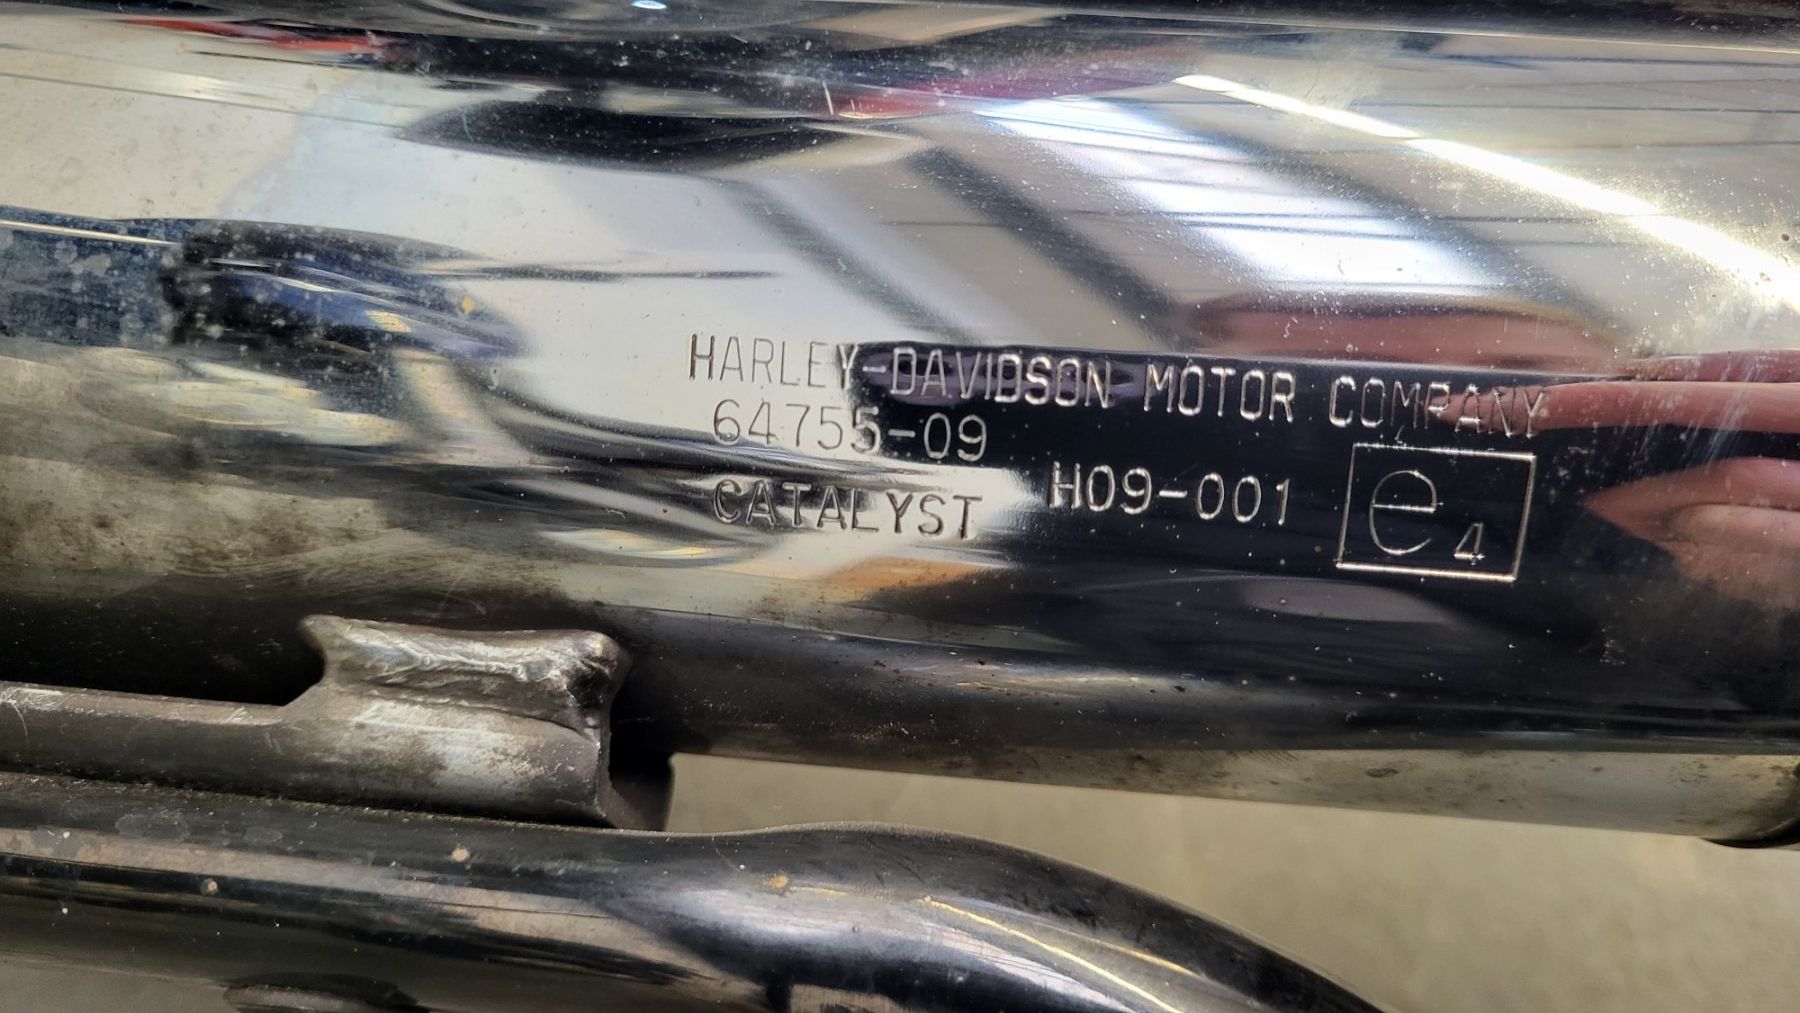 HARLEY-DAVIDSON MOTOR COMPANY
64755-09
CATALYST H09-001 e4